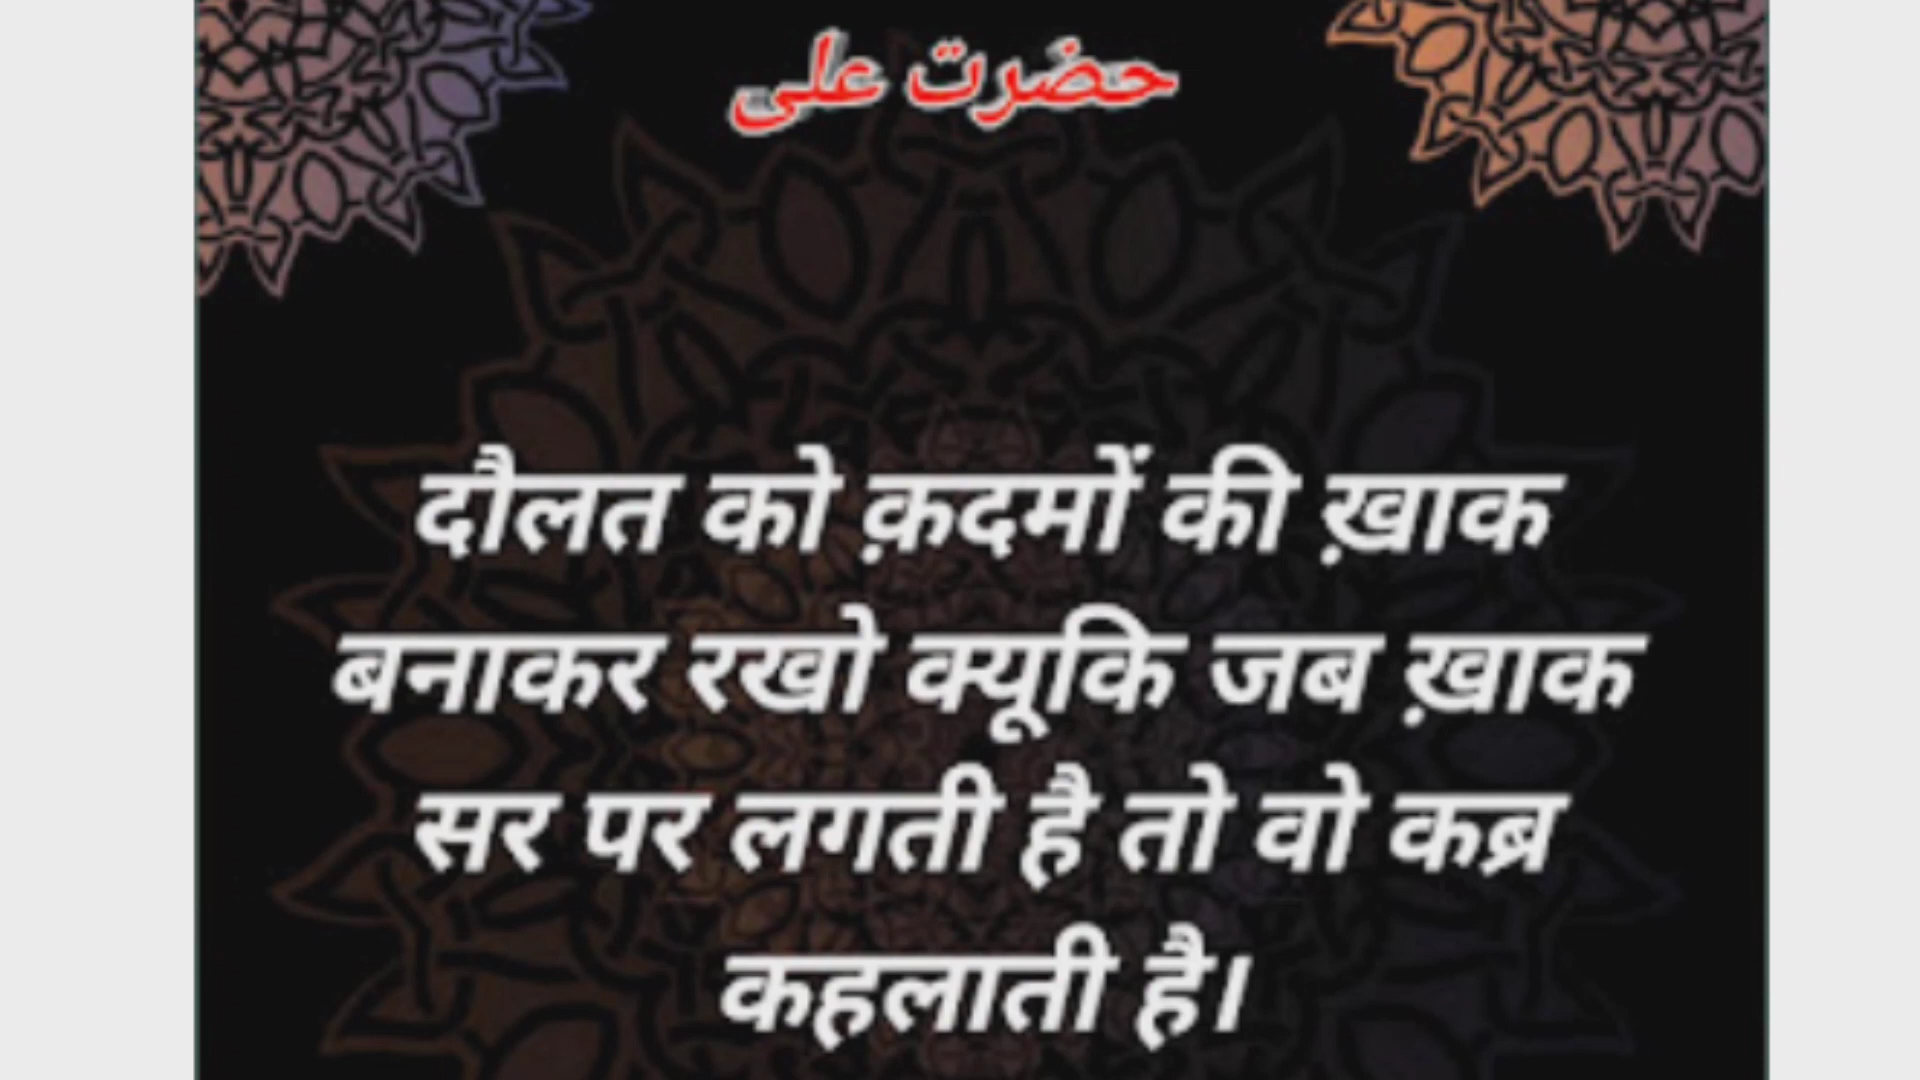 حضرت علی
दौलत को क़दमों की ख़ाक
बनाकर रखो क्यूकि जब ख़ाक
सर पर लगती है तो वो कब्र
कहलाती है।